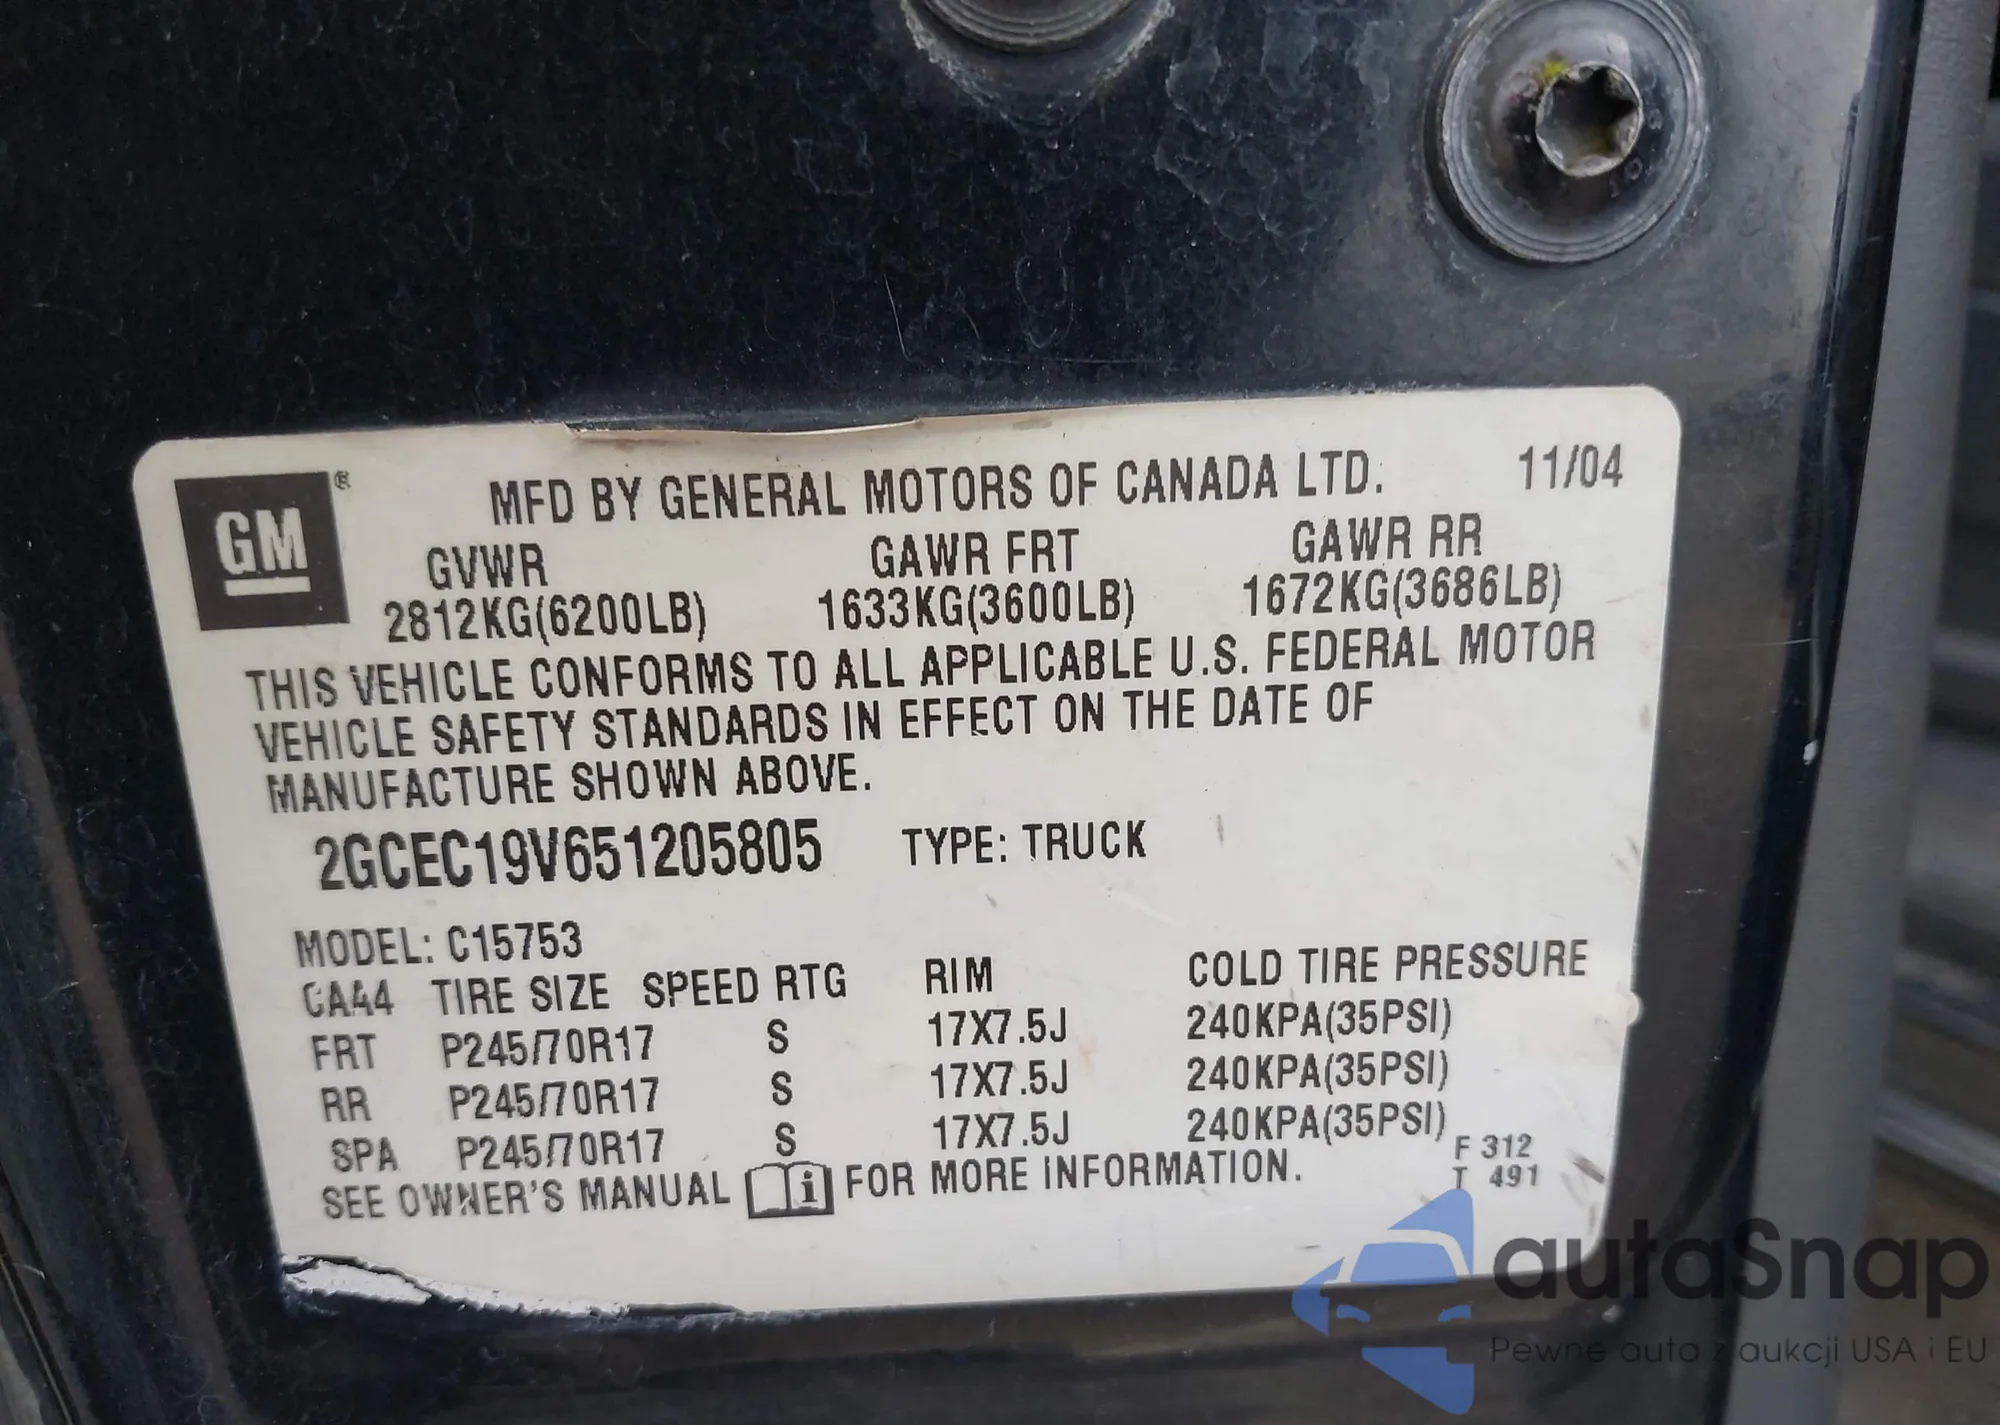 GM ®
MFD BY GENERAL MOTORS OF CANADA LTD. 11/04
GVWR GAWR FRT GAWR RR
2812KG(6200LB) 1633KG(3600LB) 1672KG(3686LB)
THIS VEHICLE CONFORMS TO ALL APPLICABLE U.S. FEDERAL MOTOR
VEHICLE SAFETY STANDARDS IN EFFECT ON THE DATE OF
MANUFACTURE SHOWN ABOVE.
2GCEC19V651205805 TYPE: TRUCK
MODEL: C15753
CA44 TIRE SIZE SPEED RTG RIM COLD TIRE PRESSURE
FRT P245/70R17 S 17X7.5J 240KPA(35PSI)
RR P245/70R17 S 17X7.5J 240KPA(35PSI)
SPA P245/70R17 S 17X7.5J 240KPA(35PSI)
SEE OWNER'S MANUAL i FOR MORE INFORMATION.
F 312
T 491
autaSnap
Pewne auta z aukcji USA i EU